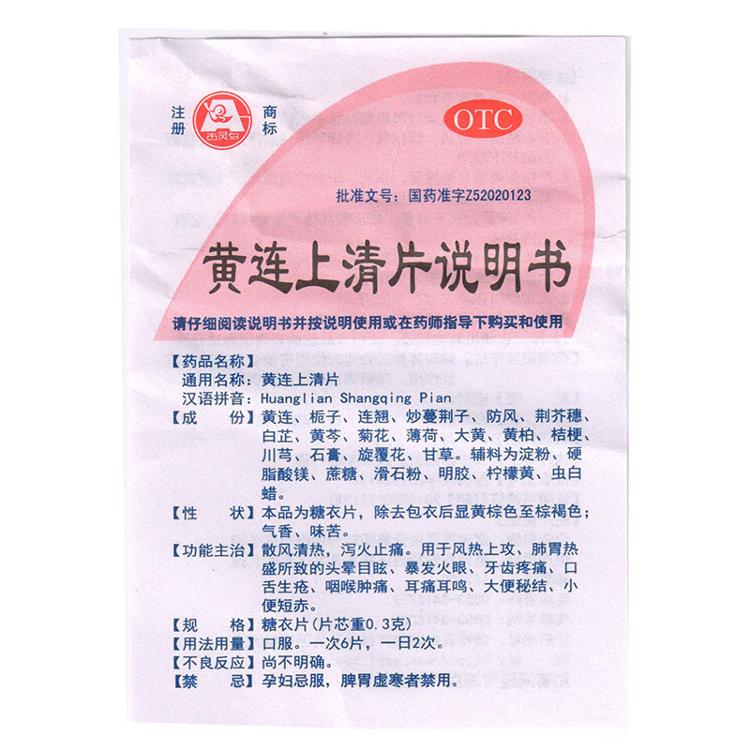 注册
商标
百灵鸟
OTC
批准文号：国药准字Z52020123
黄连上清片说明书
请仔细阅读说明书并按说明使用或在药师指导下购买和使用
【药品名称】
通用名称：黄连上清片
汉语拼音：Huanglian Shangqing Pian
【成　份】黄连、栀子、连翘、炒蔓荆子、防风、荆芥穗、
白芷、黄芩、菊花、薄荷、大黄、黄柏、桔梗、
川芎、石膏、旋覆花、甘草。辅料为淀粉、硬
脂酸镁、蔗糖、滑石粉、明胶、柠檬黄、虫白
蜡。
【性　状】本品为糖衣片，除去包衣后显黄棕色至棕褐色；
气香、味苦。
【功能主治】散风清热，泻火止痛。用于风热上攻、肺胃热
盛所致的头晕目眩、暴发火眼、牙齿疼痛、口
舌生疮、咽喉肿痛、耳痛耳鸣、大便秘结、小
便短赤。
【规　格】糖衣片(片芯重0.3克)
【用法用量】口服。一次6片，一日2次。
【不良反应】尚不明确。
【禁　忌】孕妇忌服，脾胃虚寒者禁用。